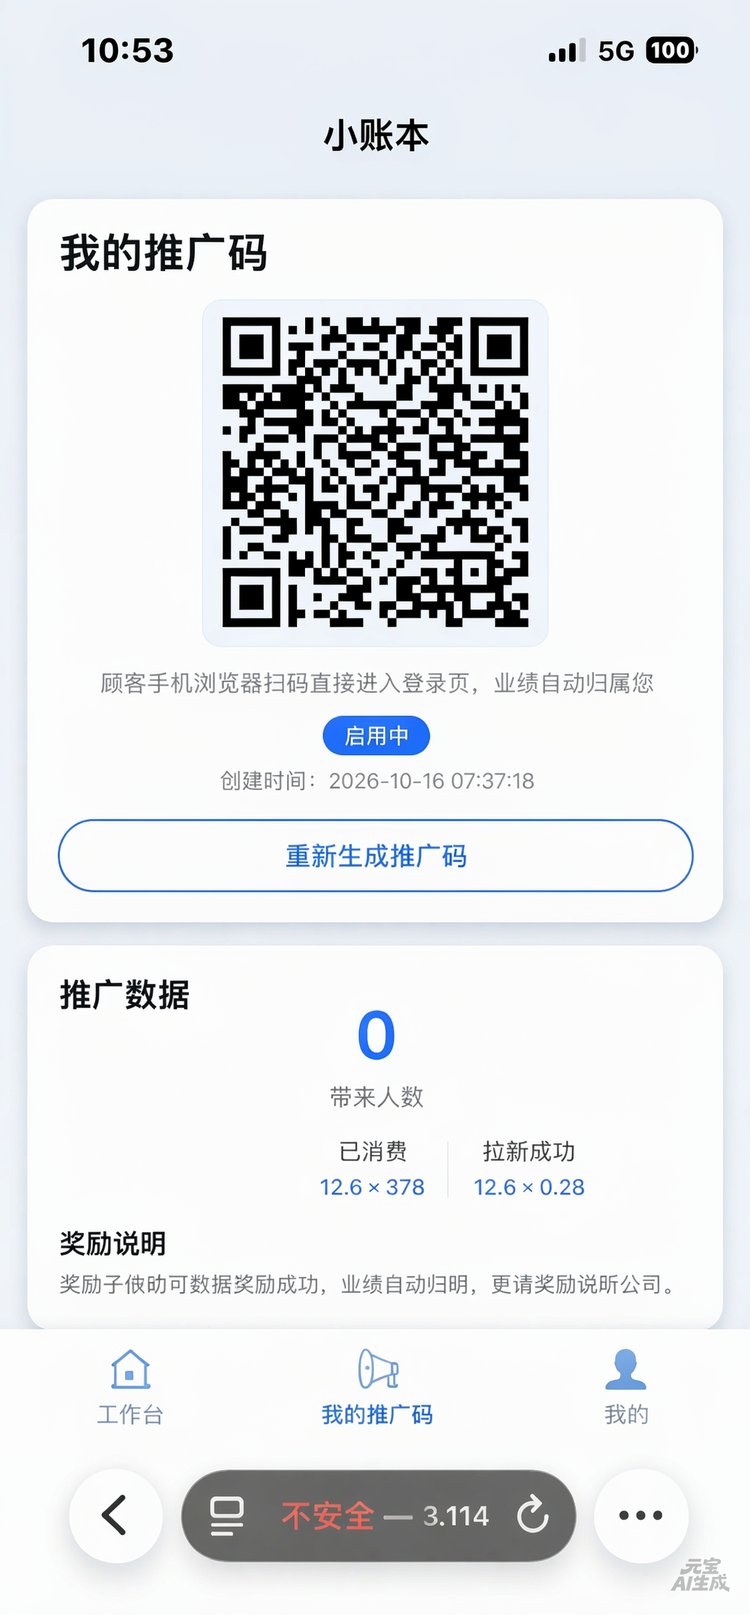 10:53
5G 100
小账本
我的推广码
顾客手机浏览器扫码直接进入登录页，业绩自动归属您
启用中
创建时间：2026-10-16 07:37:18
重新生成推广码
推广数据
0
带来人数
已消费 拉新成功
12.6 × 378 12.6 × 0.28
奖励说明
奖励子侬助可数据奖励成功，业绩自动归明，更请奖励说昕公司。
工作台 我的推广码 我的
不安全 — 3.114
元宝
AI生成